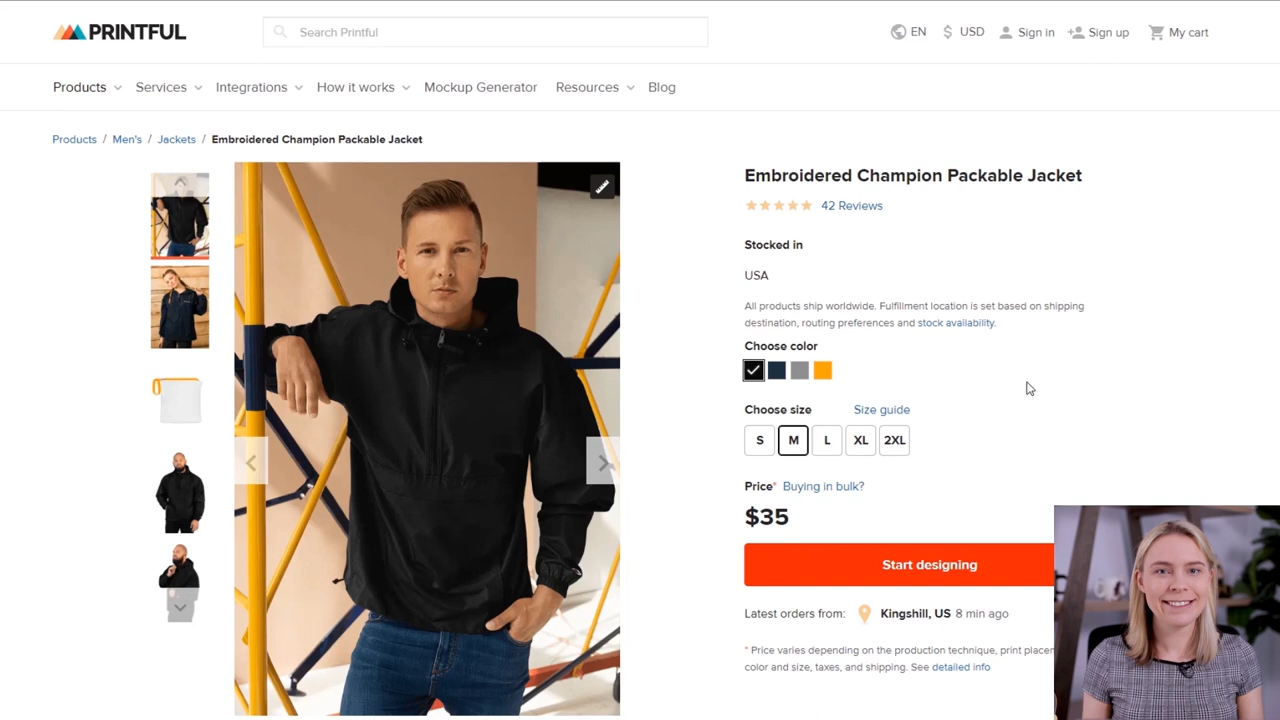 PRINTFUL
Search Printful
EN
USD
Sign in
Sign up
My cart
Products
Services
Integrations
How it works
Mockup Generator
Resources
Blog
Products / Men's / Jackets / Embroidered Champion Packable Jacket
Embroidered Champion Packable Jacket
42 Reviews
Stocked in
USA
All products ship worldwide. Fulfillment location is set based on shipping
destination, routing preferences and stock availability.
Choose color
Choose size
Size guide
S
M
L
XL
2XL
Price* Buying in bulk?
$35
Start designing
Latest orders from: Kingshill, US 8 min ago
* Price varies depending on the production technique, print
color and size, taxes, and shipping. See detailed info